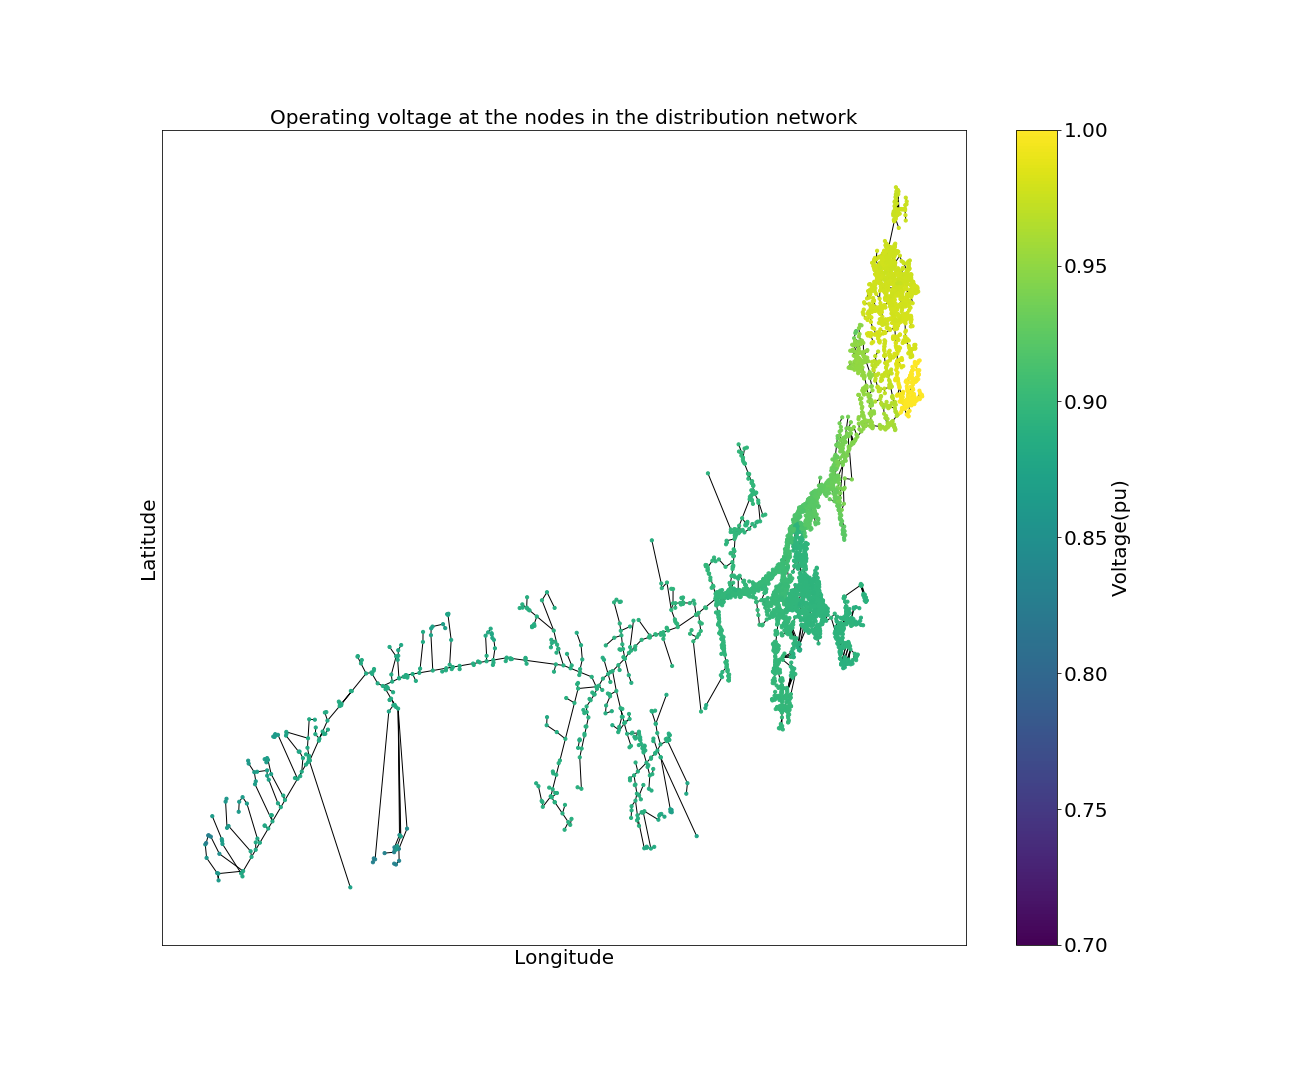 Operating voltage at the nodes in the distribution network
Latitude
Longitude
1.00
0.95
0.90
0.85
0.80
0.75
0.70
Voltage(pu)